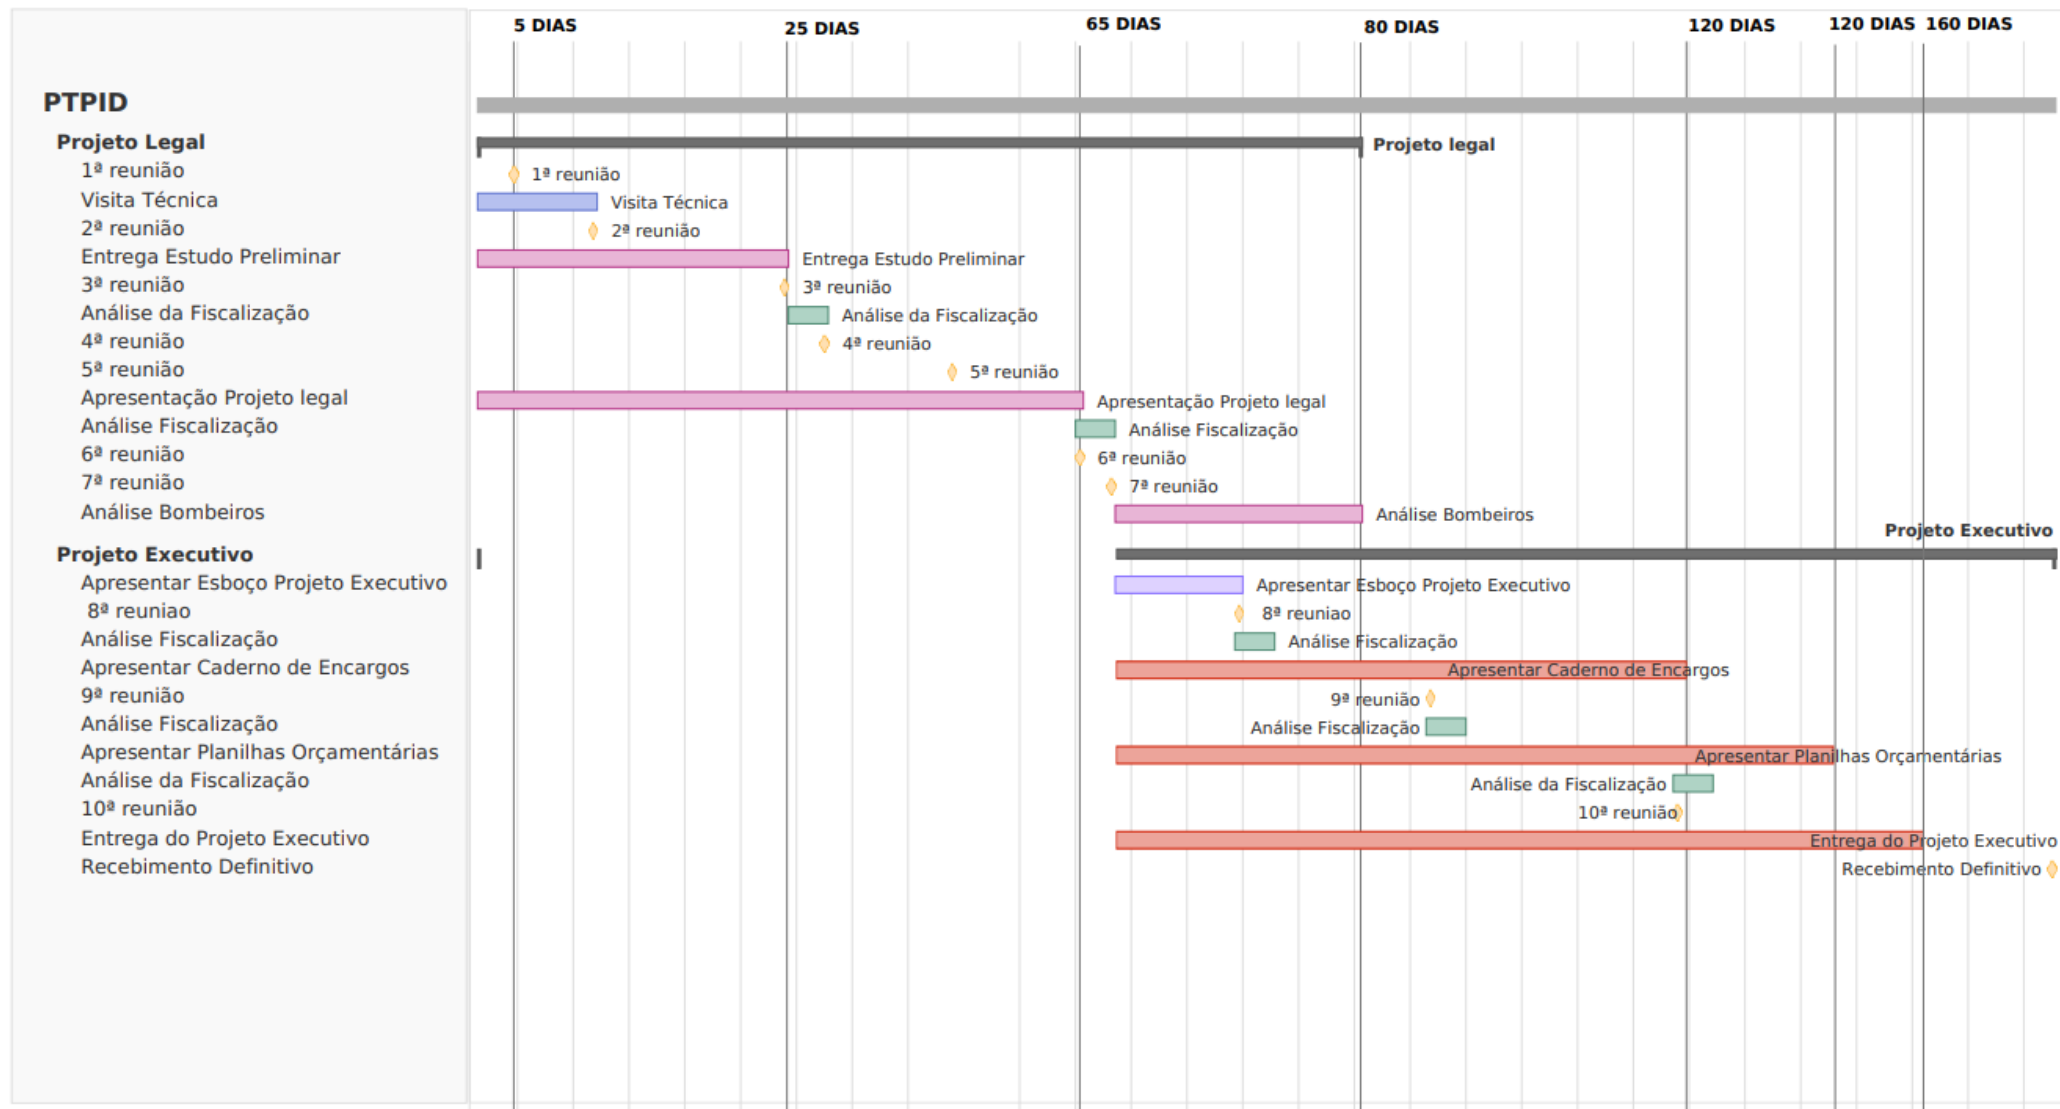 5 DIAS 25 DIAS 65 DIAS 80 DIAS 120 DIAS 120 DIAS 160 DIAS
PTPID
Projeto Legal Projeto legal
1ª reunião 1ª reunião
Visita Técnica Visita Técnica
2ª reunião 2ª reunião
Entrega Estudo Preliminar Entrega Estudo Preliminar
3ª reunião 3ª reunião
Análise da Fiscalização Análise da Fiscalização
4ª reunião 4ª reunião
5ª reunião 5ª reunião
Apresentação Projeto legal Apresentação Projeto legal
Análise Fiscalização Análise Fiscalização
6ª reunião 6ª reunião
7ª reunião 7ª reunião
Análise Bombeiros Análise Bombeiros
Projeto Executivo Projeto Executivo
Apresentar Esboço Projeto Executivo Apresentar Esboço Projeto Executivo
8ª reuniao 8ª reuniao
Análise Fiscalização Análise Fiscalização
Apresentar Caderno de Encargos Apresentar Caderno de Encargos
9ª reunião 9ª reunião
Análise Fiscalização Análise Fiscalização
Apresentar Planilhas Orçamentárias Apresentar Planilhas Orçamentárias
Análise da Fiscalização Análise da Fiscalização
10ª reunião 10ª reunião
Entrega do Projeto Executivo Entrega do Projeto Executivo
Recebimento Definitivo Recebimento Definitivo